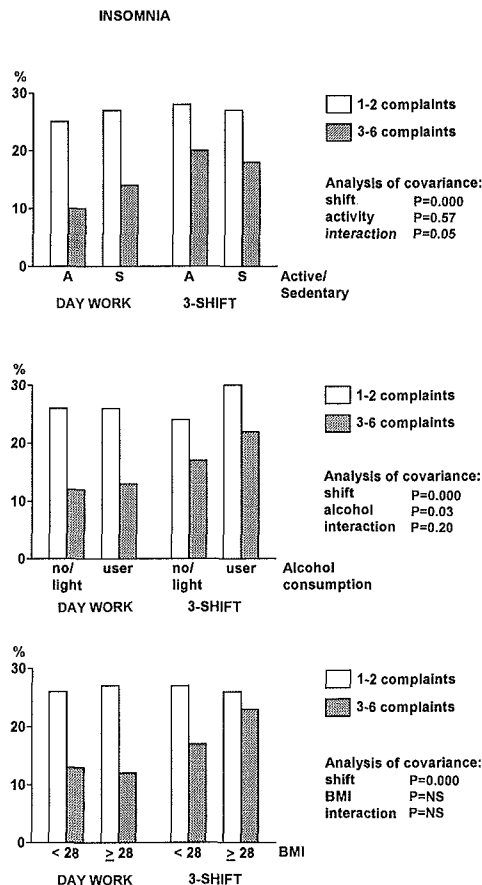 INSOMNIA
%
30
20
10
0
A S A S
DAY WORK 3-SHIFT
Active/
Sedentary
1-2 complaints
3-6 complaints
Analysis of covariance:
shift P=0.000
activity P=0.57
interaction P=0.05
%
30
20
10
0
no/ user no/ user
light light
DAY WORK 3-SHIFT
Alcohol
consumption
1-2 complaints
3-6 complaints
Analysis of covariance:
shift P=0.000
alcohol P=0.03
interaction P=0.20
%
30
20
10
0
< 28 ≥ 28 < 28 ≥ 28 BMI
DAY WORK 3-SHIFT
1-2 complaints
3-6 complaints
Analysis of covariance:
shift P=0.000
BMI P=NS
interaction P=NS